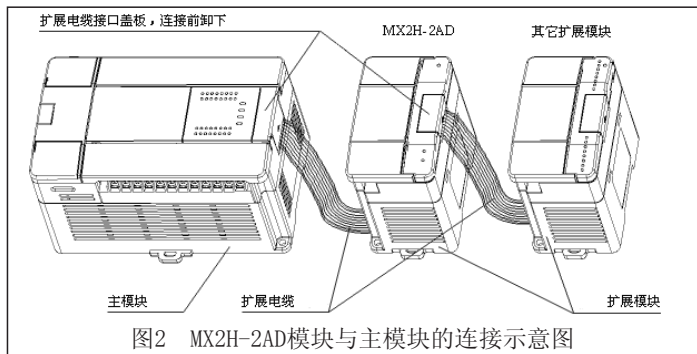 扩展电缆接口盖板，连接前卸下
MX2H-2AD
其它扩展模块
主模块
扩展电缆
扩展模块
图2 MX2H-2AD模块与主模块的连接示意图